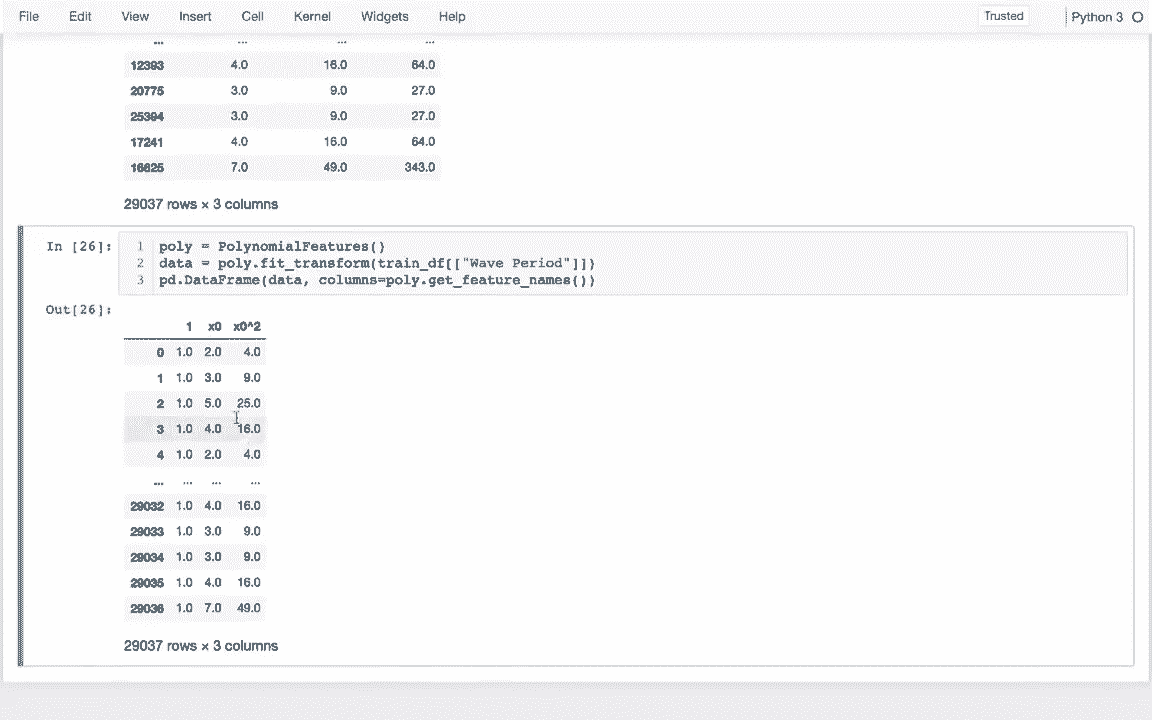 File Edit View Insert Cell Kernel Widgets Help Trusted Python 3
... ... ... ...
12393 4.0 16.0 64.0
20775 3.0 9.0 27.0
25394 3.0 9.0 27.0
17241 4.0 16.0 64.0
16625 7.0 49.0 343.0
29037 rows × 3 columns
In [26]:
1 poly = PolynomialFeatures()
2 data = poly.fit_transform(train_df[["Wave Period"]])
3 pd.DataFrame(data, columns=poly.get_feature_names())
Out[26]:
1 x0 x0^2
0 1.0 2.0 4.0
1 1.0 3.0 9.0
2 1.0 5.0 25.0
3 1.0 4.0 16.0
4 1.0 2.0 4.0
... ... ... ...
29032 1.0 4.0 16.0
29033 1.0 3.0 9.0
29034 1.0 3.0 9.0
29035 1.0 4.0 16.0
29036 1.0 7.0 49.0
29037 rows × 3 columns